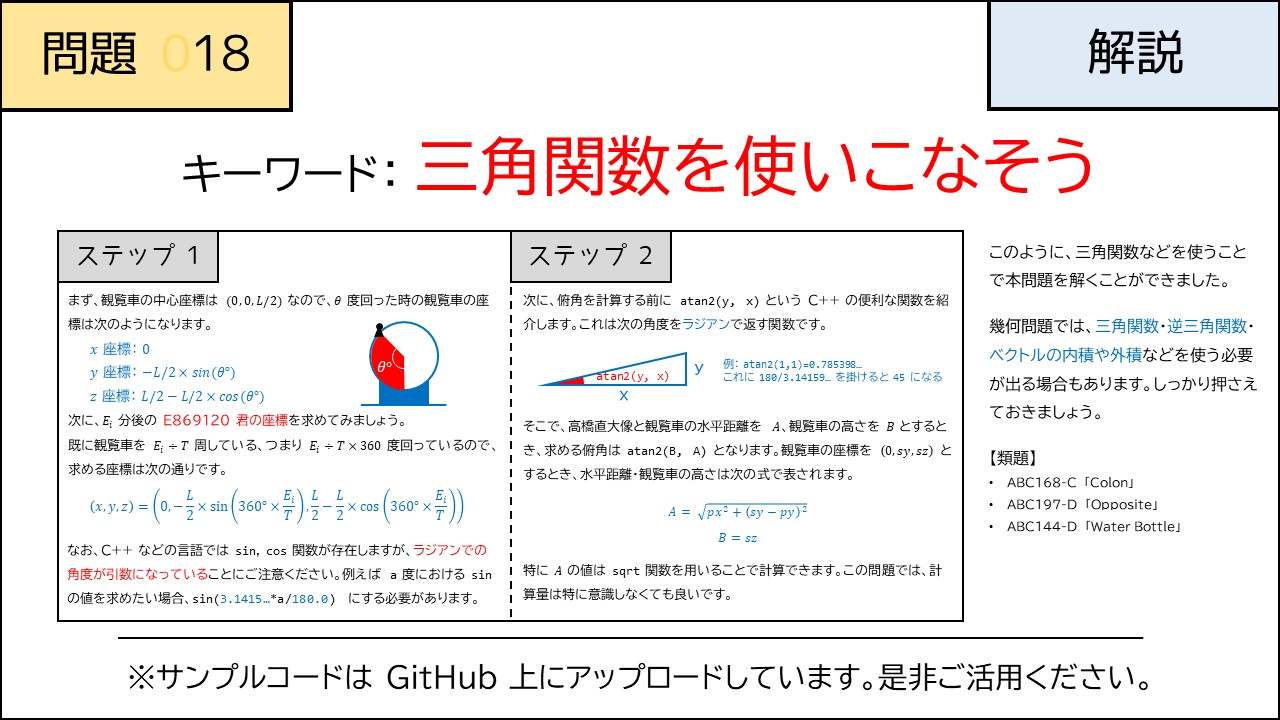 問題 018
解説
キーワード: 三角関数を使いこなそう
ステップ 1
まず、観覧車の中心座標は (0,0,L/2) なので、θ 度回った時の観覧車の座
標は次のようになります。
x 座標: 0
y 座標: −L/2 × sin(θ°)
z 座標: L/2 − L/2 × cos(θ°)
θ°
次に、E_i 分後の E869120 君の座標を求めてみましょう。
既に観覧車を E_i ÷ T 周している、つまり E_i ÷ T × 360 度回っているので、
求める座標は次の通りです。
(x, y, z) = (0, −L/2 × sin(360° × E_i/T), L/2 − L/2 × cos(360° × E_i/T))
なお、C++ などの言語では sin, cos 関数が存在しますが、ラジアンでの
角度が引数になっていることにご注意ください。例えば a 度における sin
の値を求めたい場合、sin(3.1415…*a/180.0) にする必要があります。
ステップ 2
次に、俯角を計算する前に atan2(y, x) という C++ の便利な関数を紹
介します。これは次の角度をラジアンで返す関数です。
atan2(y, x)
y
x
例: atan2(1,1)=0.785398…
これに 180/3.14159… を掛けると 45 になる
そこで、高橋直大像と観覧車の水平距離を A、観覧車の高さを B とすると
き、求める俯角は atan2(B, A) となります。観覧車の座標を (0, sy, sz) と
するとき、水平距離・観覧車の高さは次の式で表されます。
A = √(px² + (sy − py)²)
B = sz
特に A の値は sqrt 関数を用いることで計算できます。この問題では、計
算量は特に意識しなくても良いです。
このように、三角関数などを使うこと
で本問題を解くことができました。
幾何問題では、三角関数・逆三角関数・
ベクトルの内積や外積などを使う必要
が出る場合もあります。しっかり押さえ
ておきましょう。
【類題】
• ABC168-C「Colon」
• ABC197-D「Opposite」
• ABC144-D「Water Bottle」
※サンプルコードは GitHub 上にアップロードしています。是非ご活用ください。